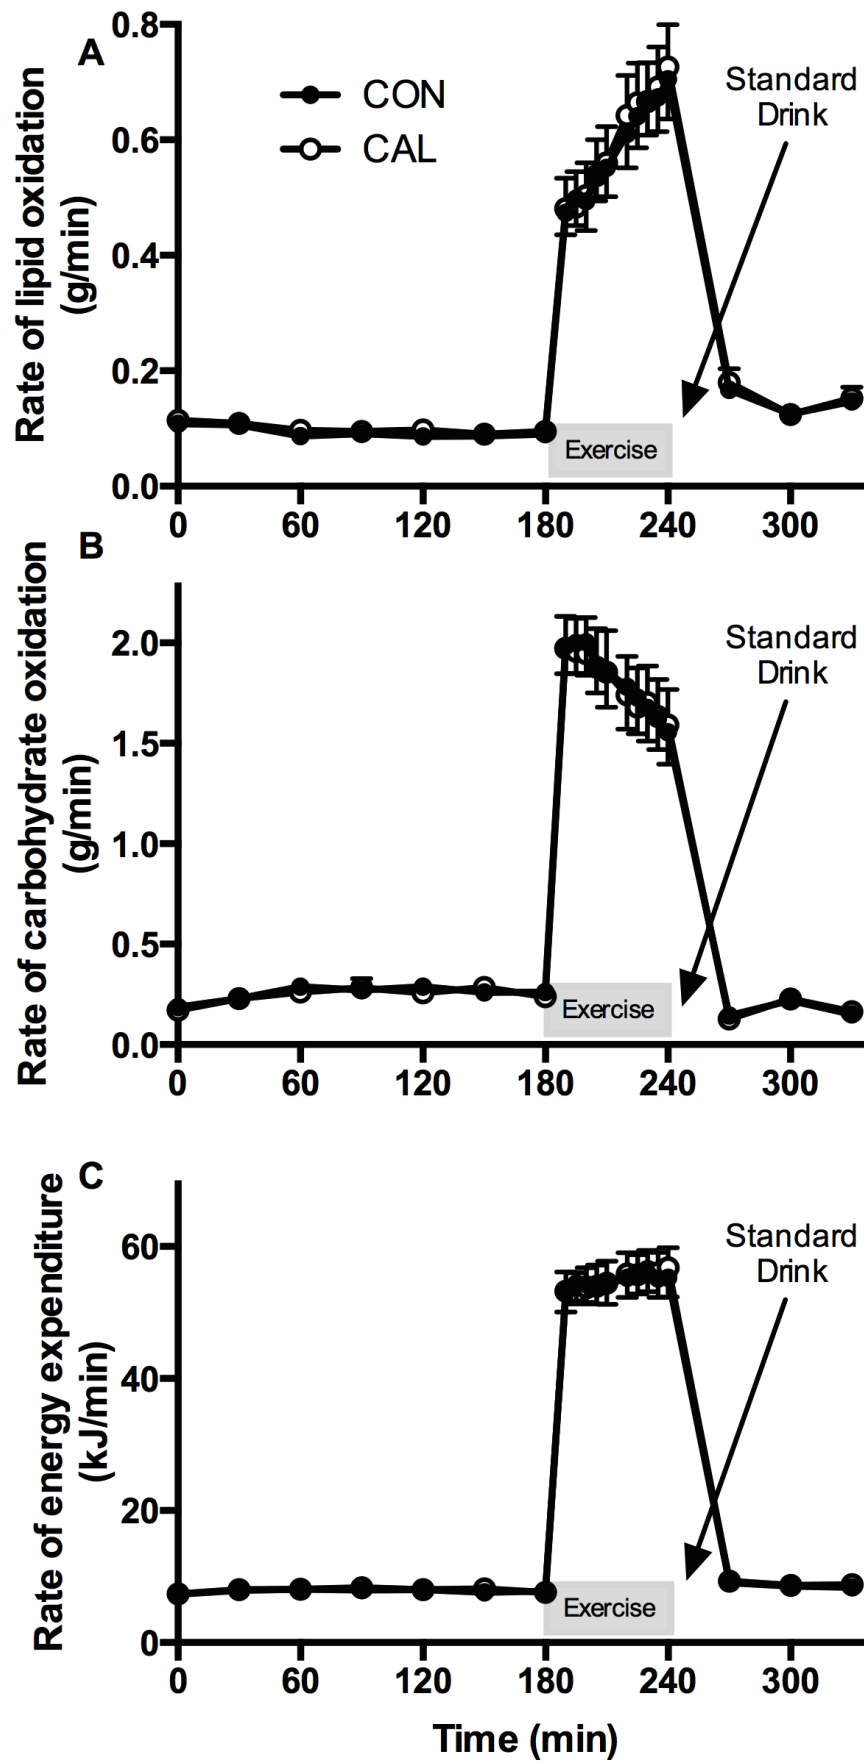 A
Rate of lipid oxidation
(g/min)
0.8
0.6
0.4
0.2
0.0
CON
CAL
Standard
Drink
Exercise
0 60 120 180 240 300
B
Rate of carbohydrate oxidation
(g/min)
2.0
1.5
1.0
0.5
0.0
Standard
Drink
Exercise
0 60 120 180 240 300
C
Rate of energy expenditure
(kJ/min)
60
40
20
0
Standard
Drink
Exercise
0 60 120 180 240 300
Time (min)